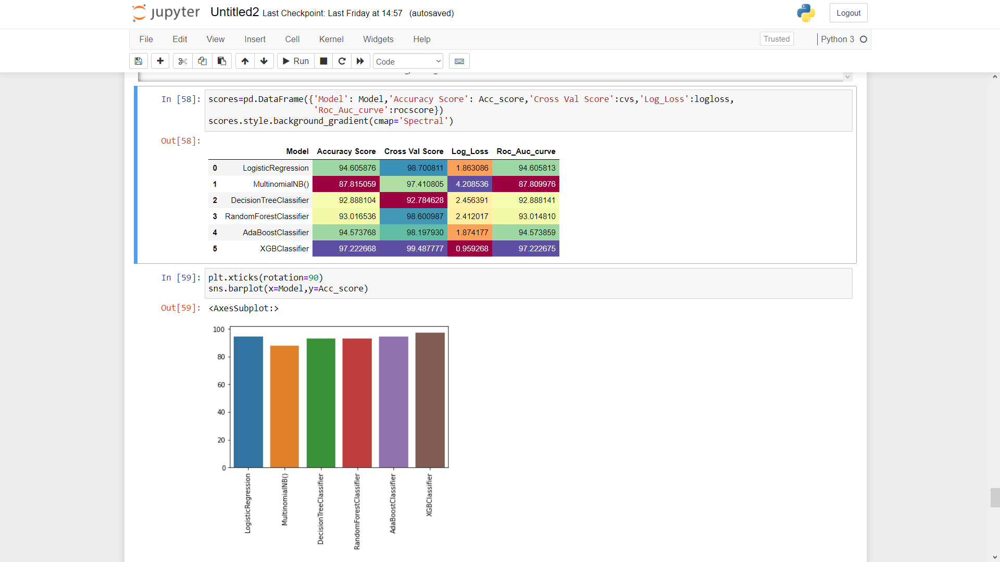 jupyter Untitled2 Last Checkpoint: Last Friday at 14:57 (autosaved) Logout
File Edit View Insert Cell Kernel Widgets Help Trusted Python 3
Run Code
In [58]: scores=pd.DataFrame({'Model': Model,'Accuracy Score': Acc_score,'Cross Val Score':cvs,'Log_Loss':logloss,
'Roc_Auc_curve':rocscore})
scores.style.background_gradient(cmap='Spectral')
Out[58]:
Model Accuracy Score Cross Val Score Log_Loss Roc_Auc_curve
0 LogisticRegression 94.605876 98.700811 1.863086 94.605813
1 MultinomialNB() 87.815059 97.410805 4.208536 87.809976
2 DecisionTreeClassifier 92.888104 92.784628 2.456391 92.888141
3 RandomForestClassifier 93.016536 98.600987 2.412017 93.014810
4 AdaBoostClassifier 94.573768 98.197930 1.874177 94.573859
5 XGBClassifier 97.222668 99.487777 0.959268 97.222675
In [59]: plt.xticks(rotation=90)
sns.barplot(x=Model,y=Acc_score)
Out[59]: <AxesSubplot:>
100
80
60
40
20
0
LogisticRegression
MultinomialNB()
DecisionTreeClassifier
RandomForestClassifier
AdaBoostClassifier
XGBClassifier